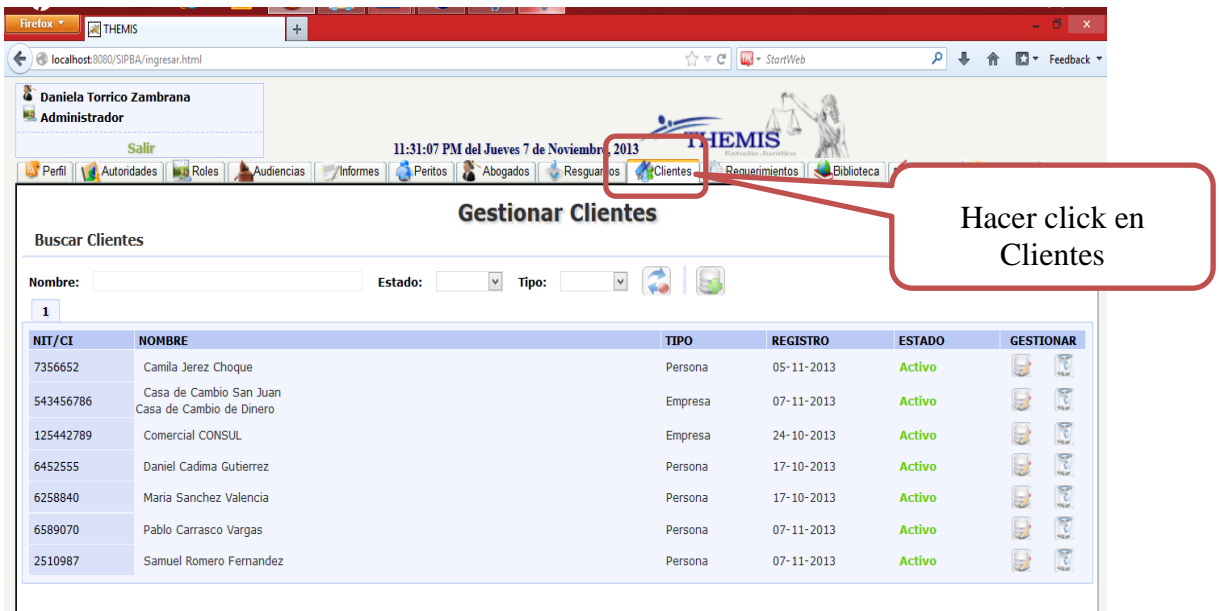 Firefox
THEMIS
+
localhost:8080/SIPBA/ingresar.html
StartWeb
Feedback
Daniela Torrico Zambrana
Administrador
Salir
11:31:07 PM del Jueves 7 de Noviembre, 2013
THEMIS
Estudio Jurídico
Perfil Autoridades Roles Audiencias Informes Peritos Abogados Resguardos Clientes Requerimientos Biblioteca
Hacer click en
Clientes
Gestionar Clientes
Buscar Clientes
Nombre: Estado: Tipo:
1
NIT/CI NOMBRE TIPO REGISTRO ESTADO GESTIONAR
7356652 Camila Jerez Choque Persona 05-11-2013 Activo
543456786 Casa de Cambio San Juan Empresa 07-11-2013 Activo
Casa de Cambio de Dinero
125442789 Comercial CONSUL Empresa 24-10-2013 Activo
6452555 Daniel Cadima Gutierrez Persona 17-10-2013 Activo
6258840 Maria Sanchez Valencia Persona 17-10-2013 Activo
6589070 Pablo Carrasco Vargas Persona 07-11-2013 Activo
2510987 Samuel Romero Fernandez Persona 07-11-2013 Activo